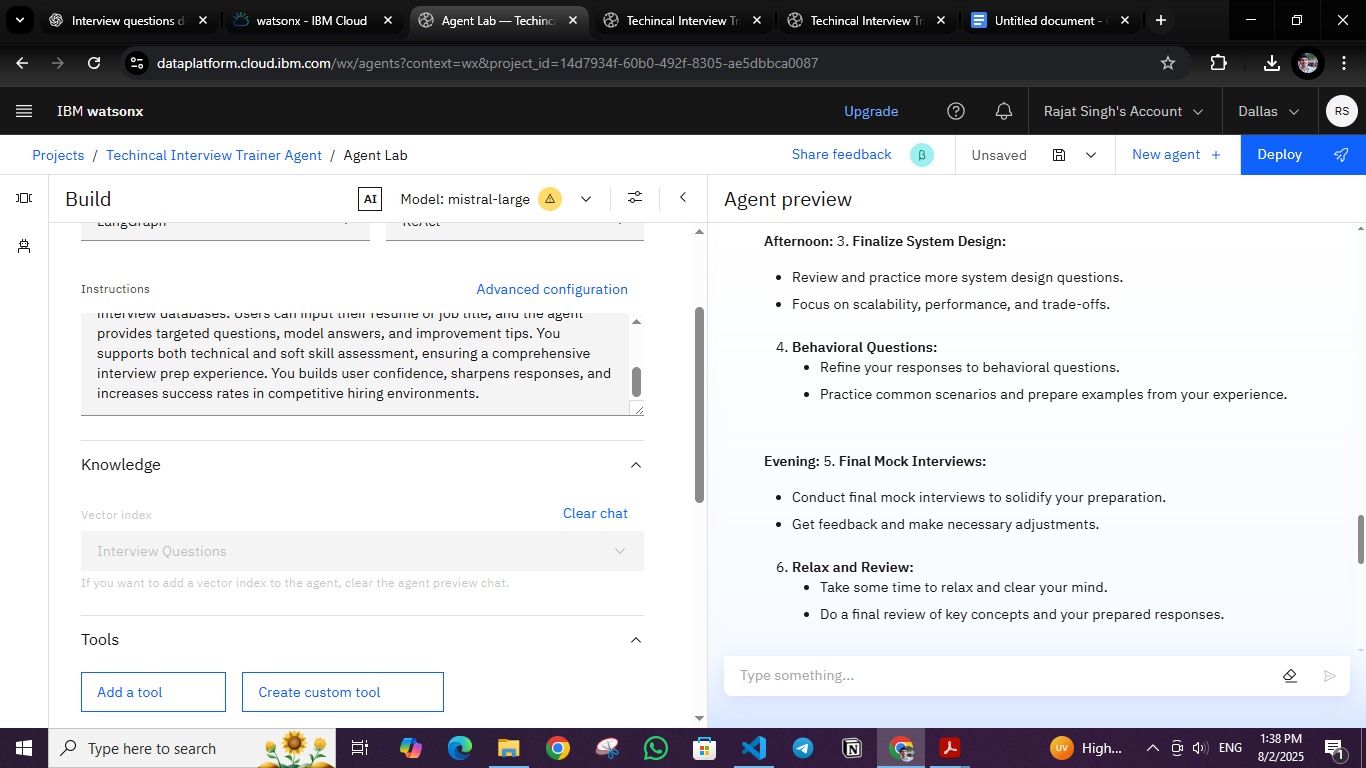 Interview questions d
watsonx - IBM Cloud
Agent Lab — Techinc
Techincal Interview Tr
Techincal Interview Tr
Untitled document -
dataplatform.cloud.ibm.com/wx/agents?context=wx&project_id=14d7934f-60b0-492f-8305-ae5dbbca0087
IBM watsonx
Upgrade
Rajat Singh's Account
Dallas
RS
Projects / Techincal Interview Trainer Agent / Agent Lab
Share feedback
β
Unsaved
New agent +
Deploy
Build
AI
Model: mistral-large
Agent preview
LangGraph
ReAct
Instructions
Advanced configuration
interview databases. Users can input their resume or job title, and the agent
provides targeted questions, model answers, and improvement tips. You
supports both technical and soft skill assessment, ensuring a comprehensive
interview prep experience. You builds user confidence, sharpens responses, and
increases success rates in competitive hiring environments.
Knowledge
Vector index
Clear chat
Interview Questions
If you want to add a vector index to the agent, clear the agent preview chat.
Tools
Add a tool
Create custom tool
Afternoon: 3. Finalize System Design:
• Review and practice more system design questions.
• Focus on scalability, performance, and trade-offs.
4. Behavioral Questions:
• Refine your responses to behavioral questions.
• Practice common scenarios and prepare examples from your experience.
Evening: 5. Final Mock Interviews:
• Conduct final mock interviews to solidify your preparation.
• Get feedback and make necessary adjustments.
6. Relax and Review:
• Take some time to relax and clear your mind.
• Do a final review of key concepts and your prepared responses.
Type something...
Type here to search
UV
High...
ENG
1:38 PM
8/2/2025
1